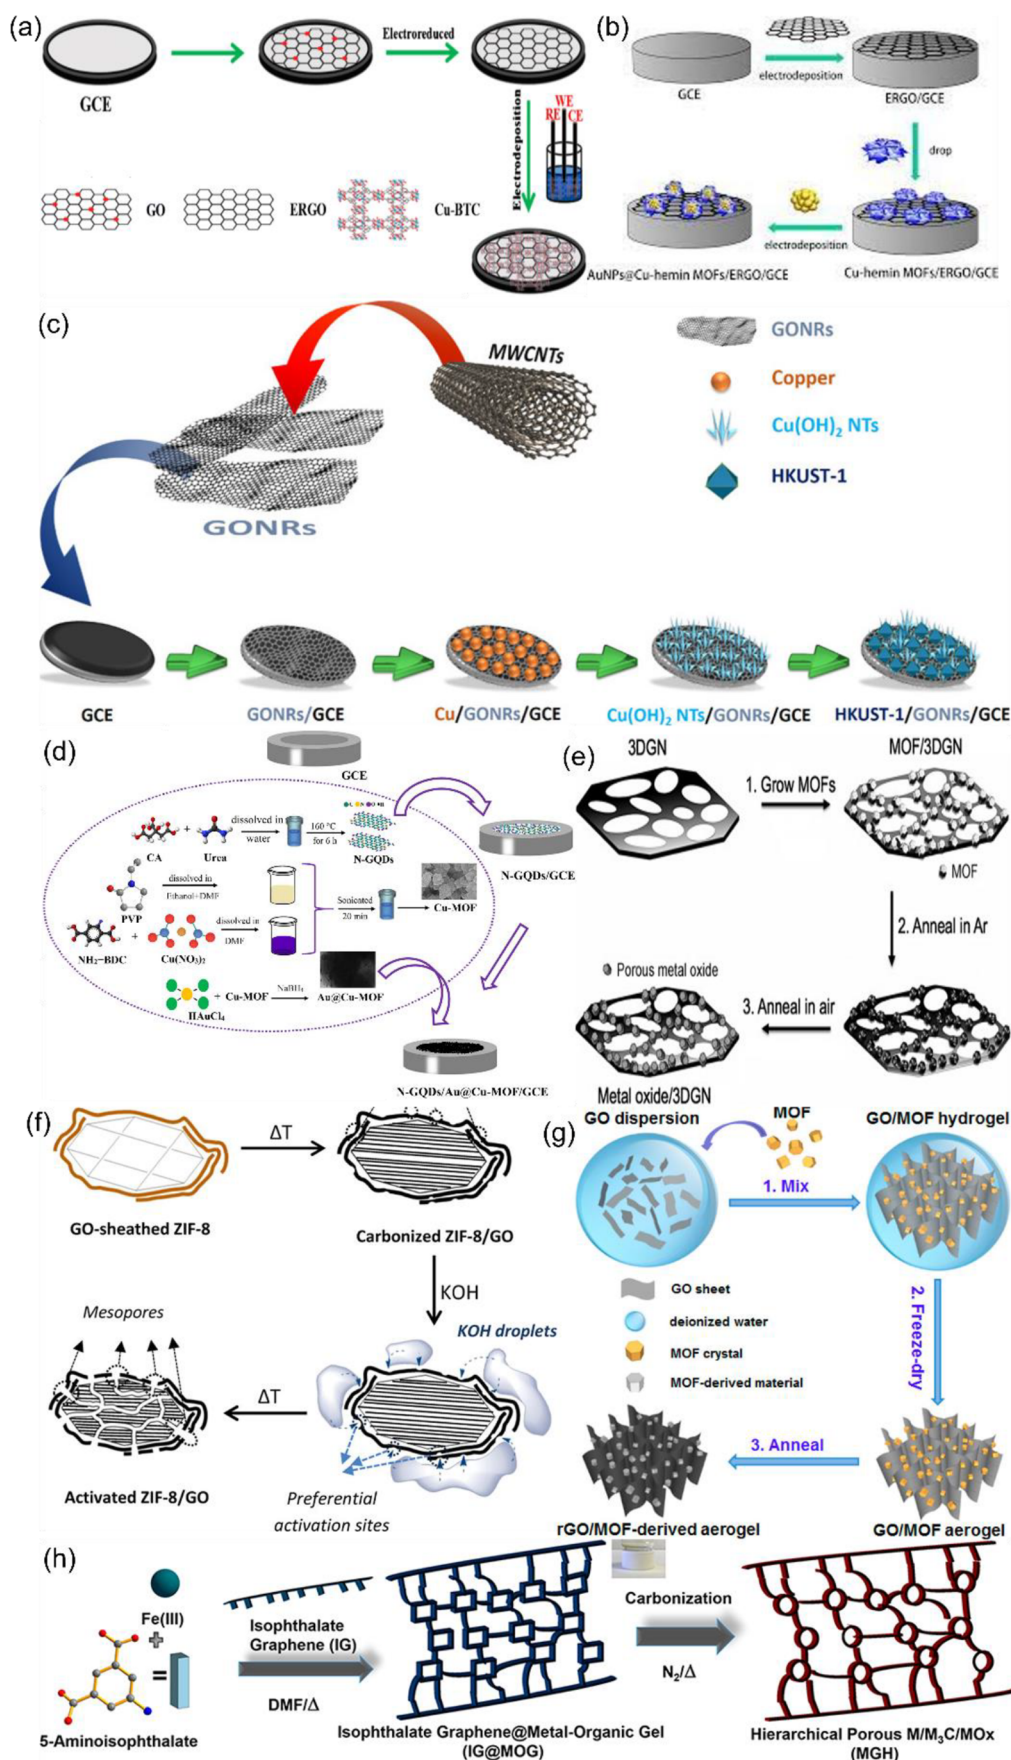 (a)
GCE
Electroreduced
Electrodeposition
WE
RE
CE
GO
ERGO
Cu-BTC
(b)
GCE
electrodeposition
ERGO/GCE
drop
electrodeposition
AuNPs@Cu-hemin MOFs/ERGO/GCE
Cu-hemin MOFs/ERGO/GCE
(c)
MWCNTs
GONRs
GONRs
Copper
Cu(OH)₂ NTs
HKUST-1
GCE
GONRs/GCE
Cu/GONRs/GCE
Cu(OH)₂ NTs/GONRs/GCE
HKUST-1/GONRs/GCE
(d)
GCE
CA
+
Urea
dissolved in
water
160 °C
for 6 h
N-GQDs
N-GQDs/GCE
PVP
dissolved in
Ethanol+DMF
NH₂-BDC
+
Cu(NO₃)₂
dissolved in
DMF
Sonicated
20 min
Cu-MOF
HAuCl₄
+ Cu-MOF
NaBH₄
Au@Cu-MOF
N-GQDs/Au@Cu-MOF/GCE
(e)
3DGN
1. Grow MOFs
MOF/3DGN
MOF
2. Anneal in Ar
Porous metal oxide
3. Anneal in air
Metal oxide/3DGN
(f)
GO-sheathed ZIF-8
ΔT
Carbonized ZIF-8/GO
KOH
KOH droplets
Mesopores
ΔT
Activated ZIF-8/GO
Preferential
activation sites
(g)
GO dispersion
MOF
GO/MOF hydrogel
1. Mix
GO sheet
deionized water
MOF crystal
MOF-derived material
2. Freeze-dry
3. Anneal
rGO/MOF-derived aerogel
GO/MOF aerogel
(h)
Fe(III)
+
=
5-Aminoisophthalate
Isophthalate
Graphene (IG)
DMF/Δ
Isophthalate Graphene@Metal-Organic Gel
(IG@MOG)
Carbonization
N₂/Δ
Hierarchical Porous M/M₃C/MOx
(MGH)